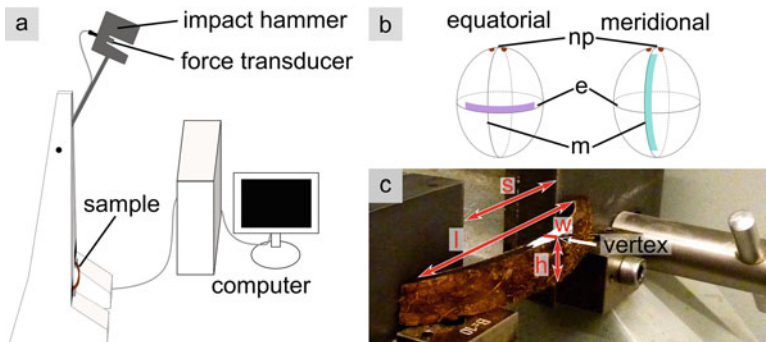 a
impact hammer
force transducer
sample
computer
b
equatorial meridional
np
e
m
c
s
l
w
vertex
h